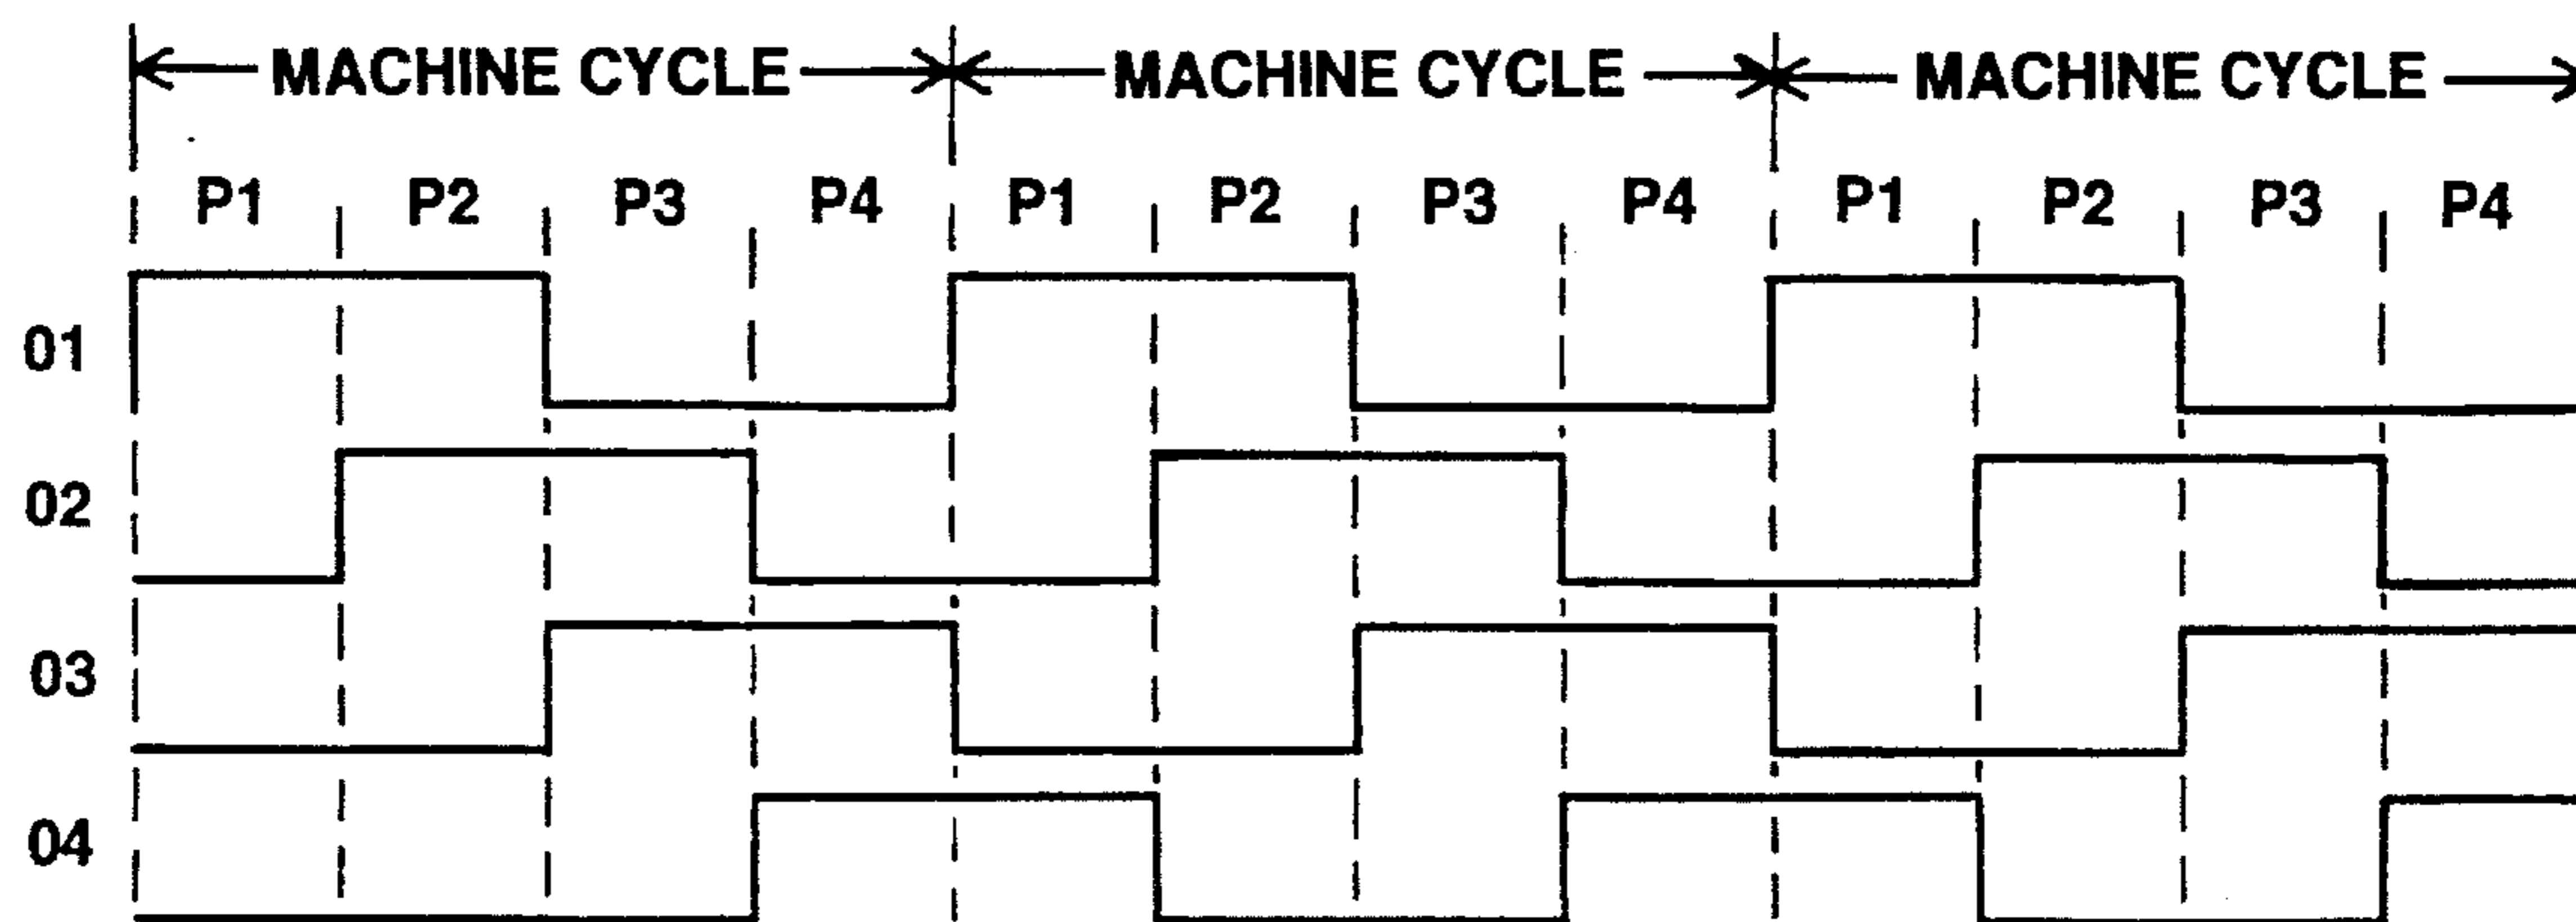 MACHINE CYCLE MACHINE CYCLE MACHINE CYCLE
P1 P2 P3 P4 P1 P2 P3 P4 P1 P2 P3 P4
01
02
03
04